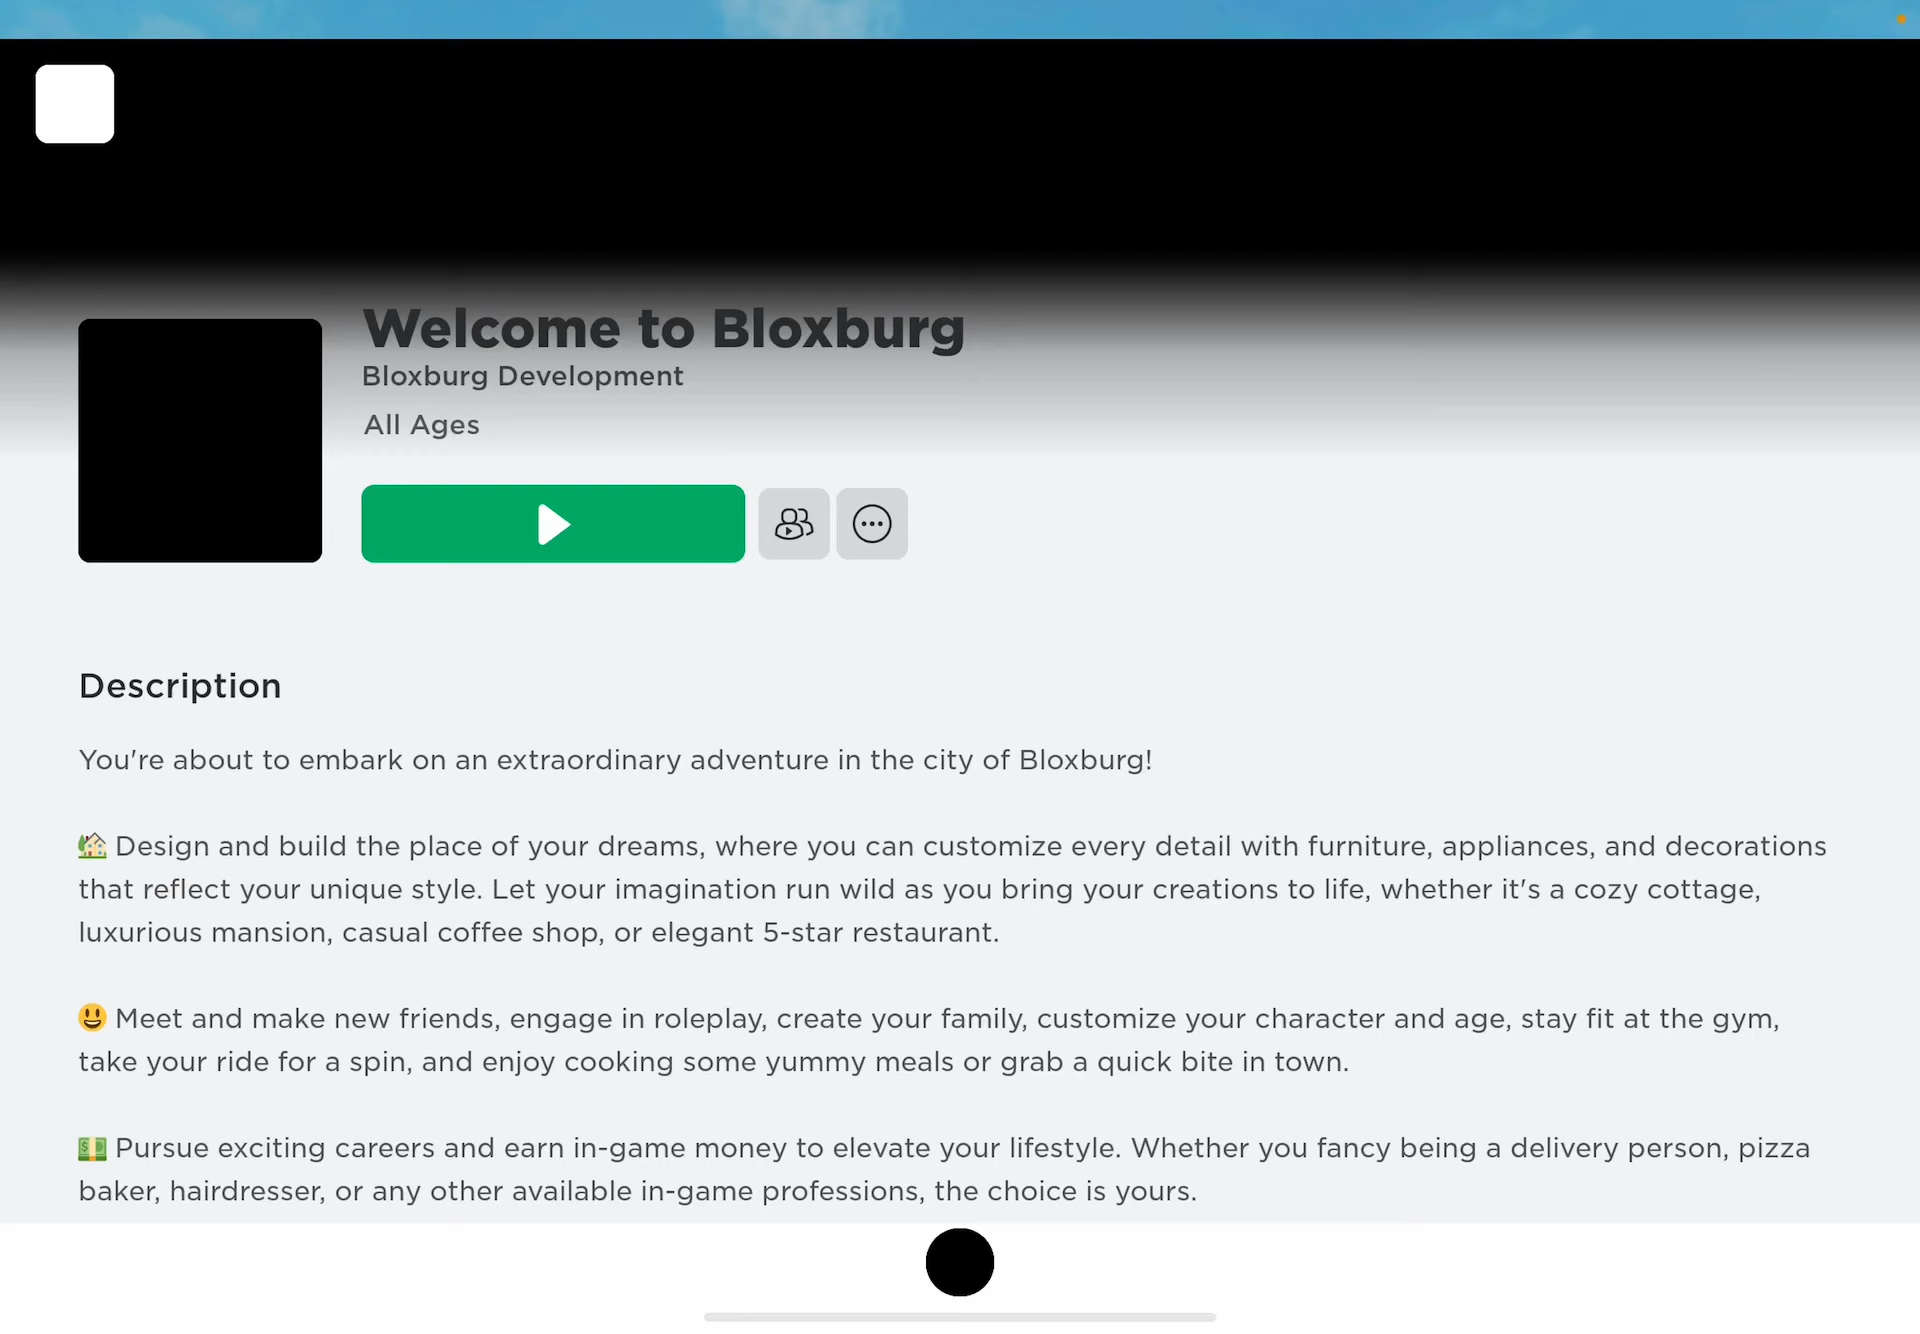 Welcome to Bloxburg
Bloxburg Development
All Ages
Description
You're about to embark on an extraordinary adventure in the city of Bloxburg!
🏡 Design and build the place of your dreams, where you can customize every detail with furniture, appliances, and decorations
that reflect your unique style. Let your imagination run wild as you bring your creations to life, whether it's a cozy cottage,
luxurious mansion, casual coffee shop, or elegant 5-star restaurant.
😃 Meet and make new friends, engage in roleplay, create your family, customize your character and age, stay fit at the gym,
take your ride for a spin, and enjoy cooking some yummy meals or grab a quick bite in town.
💵 Pursue exciting careers and earn in-game money to elevate your lifestyle. Whether you fancy being a delivery person, pizza
baker, hairdresser, or any other available in-game professions, the choice is yours.